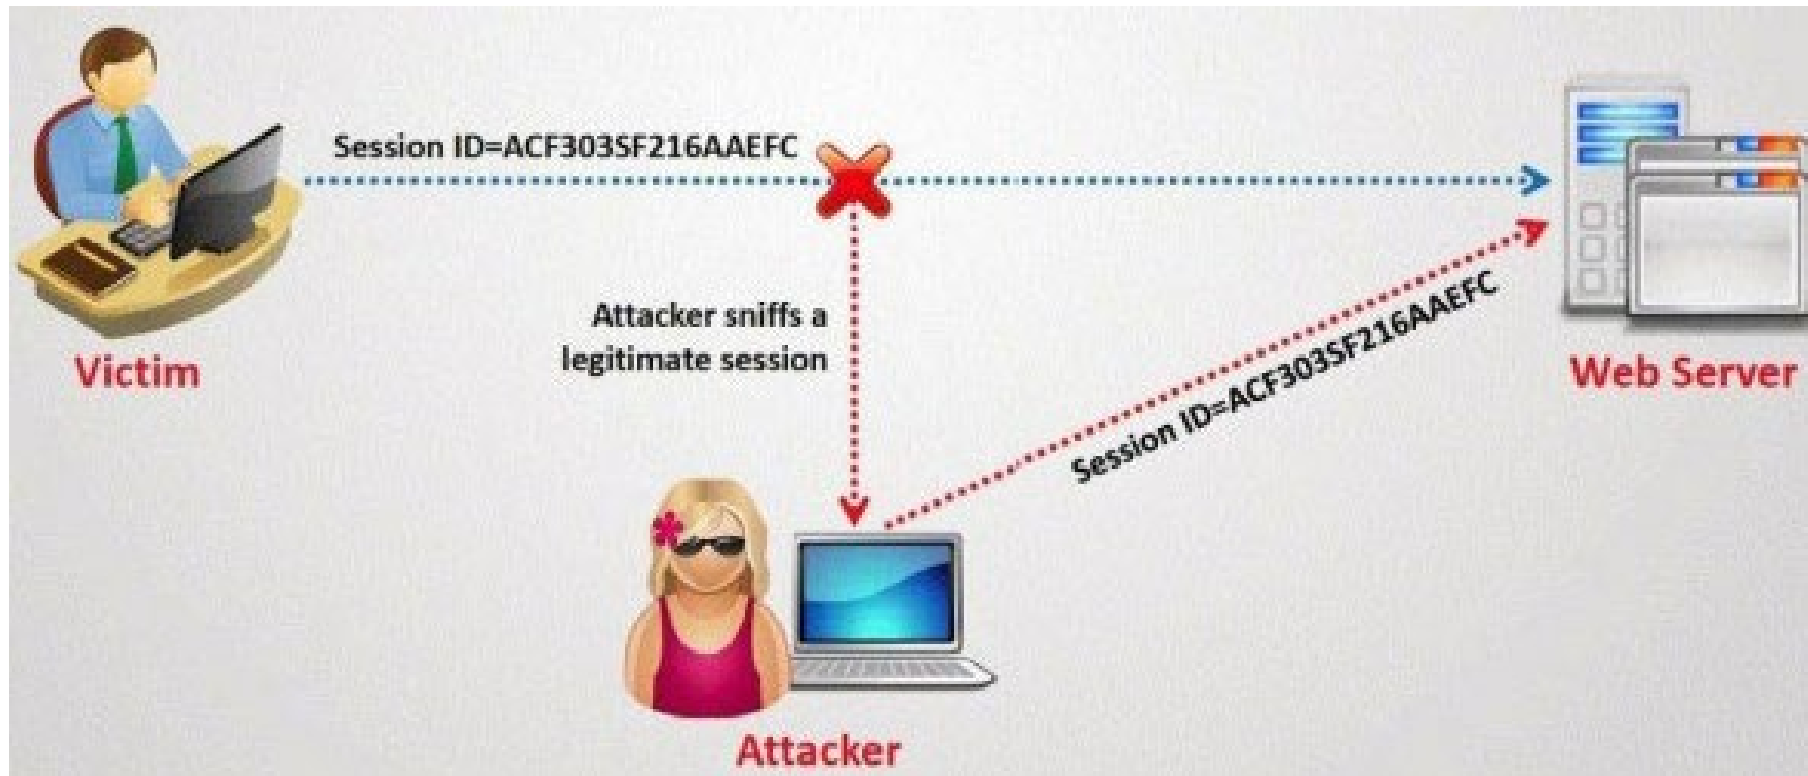 Session ID=ACF303SF216AAEFC
Attacker sniffs a
legitimate session
Victim
Web Server
Session ID=ACF303SF216AAEFC
Attacker